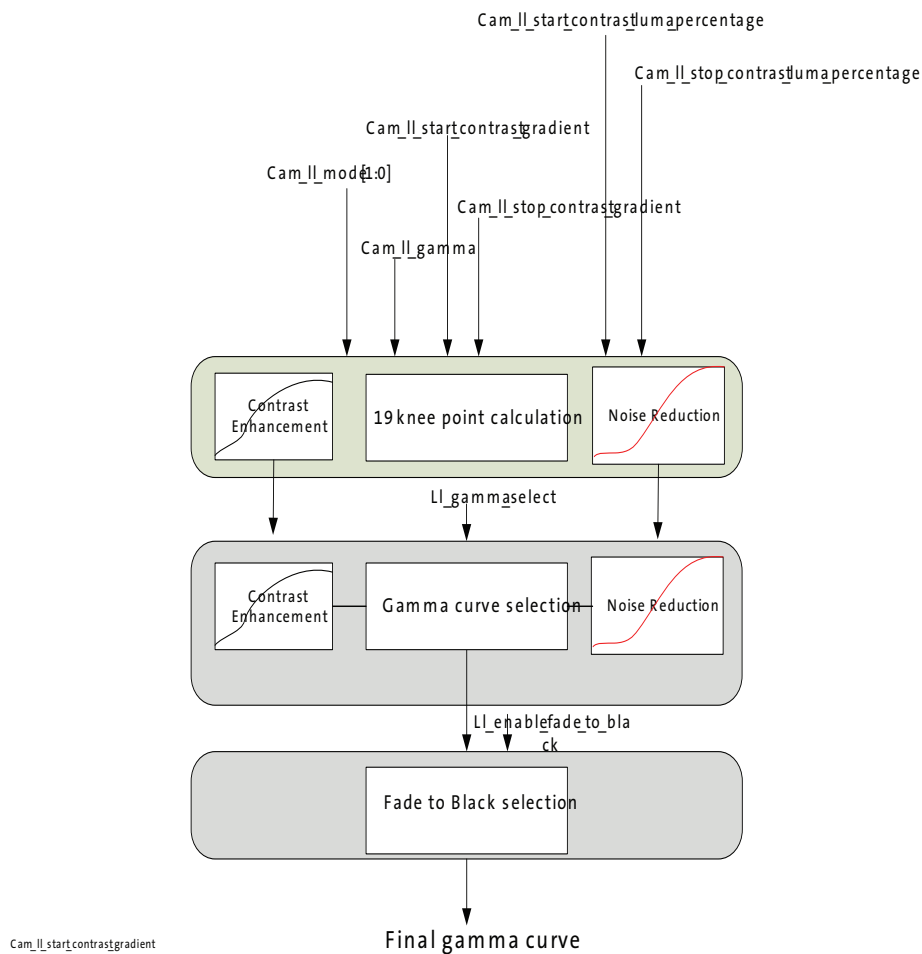 Cam_ll_start_contrast_luma_percentage
Cam_ll_stop_contrast_luma_percentage
Cam_ll_start_contrast_gradient
Cam_ll_mode[1:0]
Cam_ll_stop_contrast_gradient
Cam_ll_gamma
Contrast
Enhancement
19 knee point calculation
Noise Reduction
Ll_gamma_select
Contrast
Enhancement
Gamma curve selection
Noise Reduction
Ll_enable_fade_to_bla
ck
Fade to Black selection
Final gamma curve
Cam_ll_start_contrast_gradient